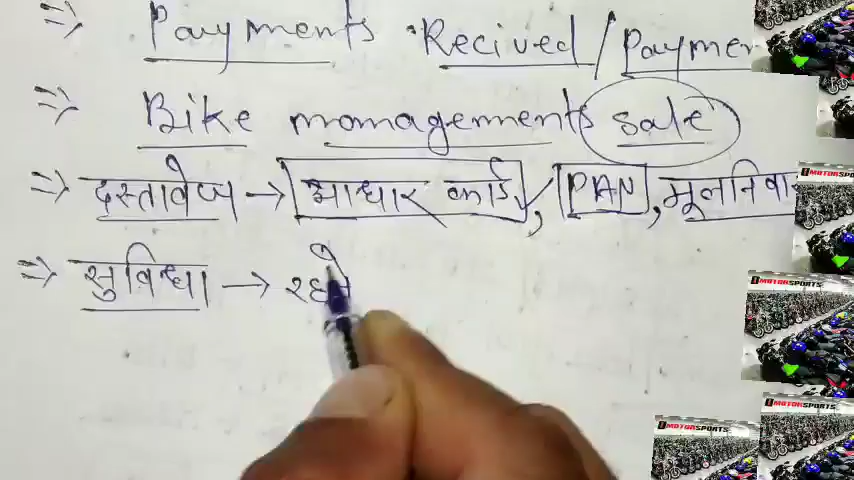 ⇒ Payments Recived / Paymen
⇒ Bike managements sale
⇒ दस्तावेज → आधार कार्ड, PAN, मूलनिवा
⇒ सुविधा →
MOTORSPORTS
MOTORSPORTS
MOTORSPORTS
MOTORSPORTS